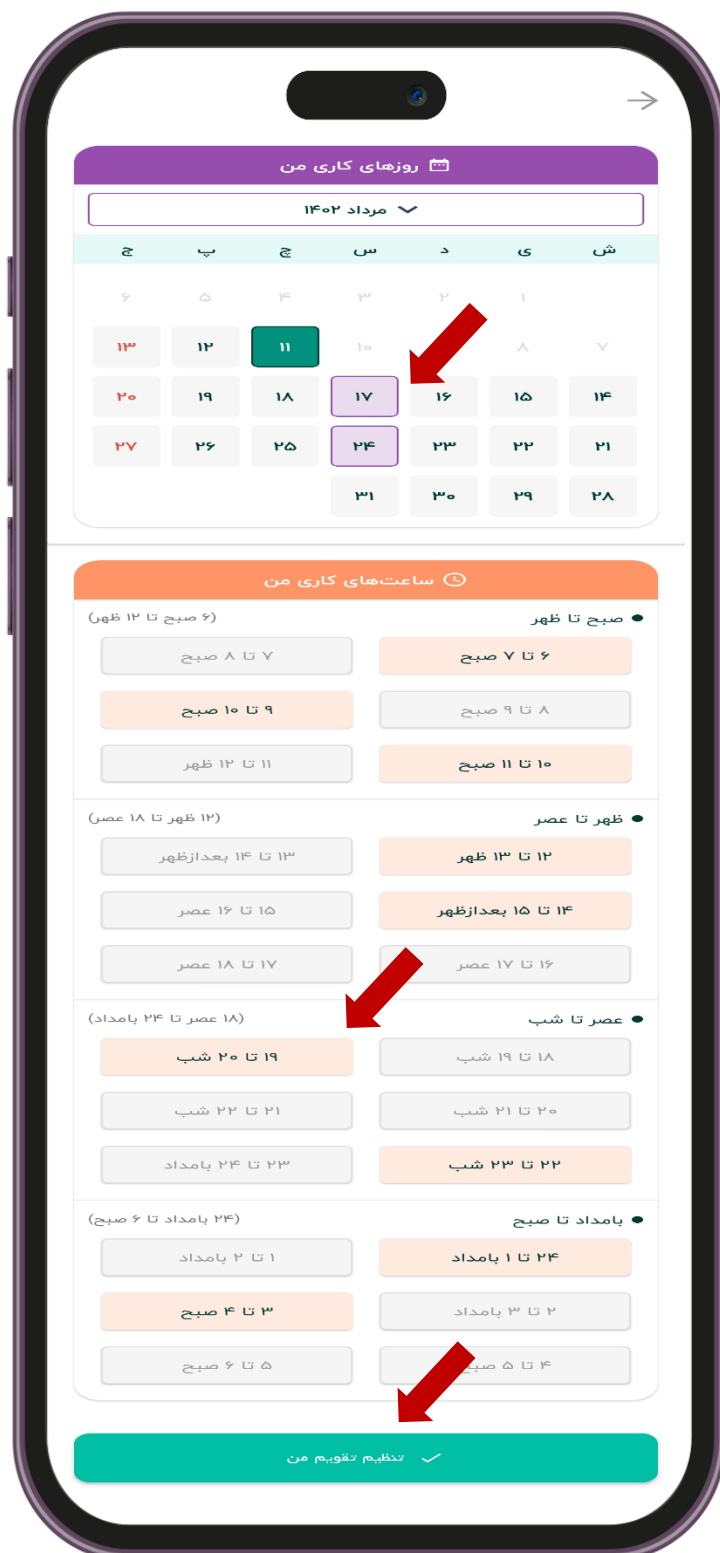 روزهای کاری من
مرداد ۱۴۰۲
ش ی د س چ پ ج
۱ ۲ ۳ ۴ ۵ ۶
۷ ۸ ۱۰ ۱۱ ۱۲ ۱۳
۱۴ ۱۵ ۱۶ ۱۷ ۱۸ ۱۹ ۲۰
۲۱ ۲۲ ۲۳ ۲۴ ۲۵ ۲۶ ۲۷
۲۸ ۲۹ ۳۰ ۳۱
ساعت‌های کاری من
صبح تا ظهر (۶ صبح تا ۱۲ ظهر)
۶ تا ۷ صبح ۷ تا ۸ صبح
۸ تا ۹ صبح ۹ تا ۱۰ صبح
۱۰ تا ۱۱ صبح ۱۱ تا ۱۲ ظهر
ظهر تا عصر (۱۲ ظهر تا ۱۸ عصر)
۱۲ تا ۱۳ ظهر ۱۳ تا ۱۴ بعدازظهر
۱۴ تا ۱۵ بعدازظهر ۱۵ تا ۱۶ عصر
۱۶ تا ۱۷ عصر ۱۷ تا ۱۸ عصر
عصر تا شب (۱۸ عصر تا ۲۴ بامداد)
۱۸ تا ۱۹ شب ۱۹ تا ۲۰ شب
۲۰ تا ۲۱ شب ۲۱ تا ۲۲ شب
۲۲ تا ۲۳ شب ۲۳ تا ۲۴ بامداد
بامداد تا صبح (۲۴ بامداد تا ۶ صبح)
۲۴ تا ۱ بامداد ۱ تا ۲ بامداد
۲ تا ۳ بامداد ۳ تا ۴ صبح
۴ تا ۵ صبح ۵ تا ۶ صبح
تنظیم تقویم من